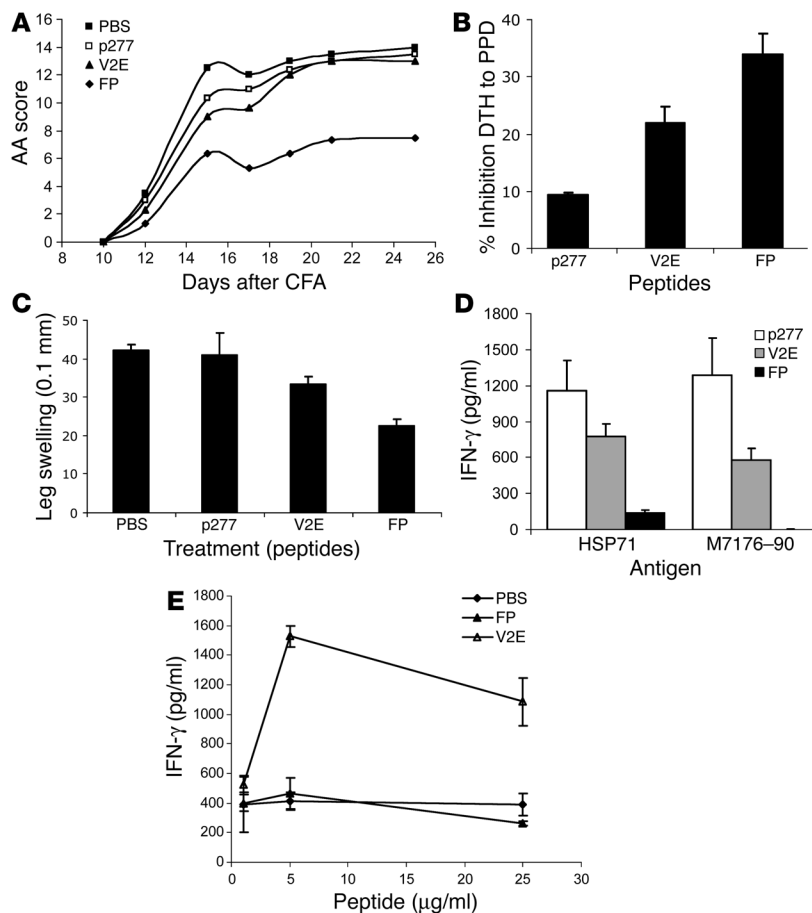 A
PBS
p277
V2E
FP
16
14
12
10
8
6
4
2
0
AA score
8 10 12 14 16 18 20 22 24 26
Days after CFA
B
40
30
20
10
0
% Inhibition DTH to PPD
p277 V2E FP
Peptides
C
50
40
30
20
10
0
Leg swelling (0.1 mm)
PBS p277 V2E FP
Treatment (peptides)
D
1800
1500
1200
900
600
300
0
IFN-γ (pg/ml)
p277
V2E
FP
HSP71 M7176–90
Antigen
E
1800
1600
1400
1200
1000
800
600
400
200
0
IFN-γ (pg/ml)
PBS
FP
V2E
0 5 10 15 20 25 30
Peptide (μg/ml)